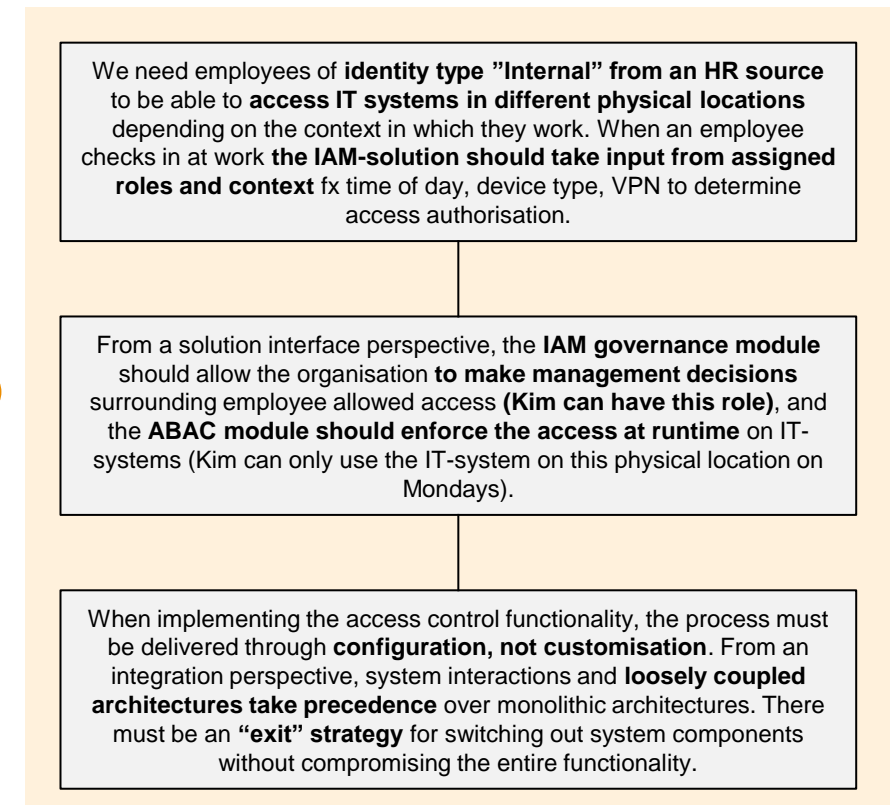 We need employees of identity type ”Internal” from an HR source
to be able to access IT systems in different physical locations
depending on the context in which they work. When an employee
checks in at work the IAM-solution should take input from assigned
roles and context fx time of day, device type, VPN to determine
access authorisation.
From a solution interface perspective, the IAM governance module
should allow the organisation to make management decisions
surrounding employee allowed access (Kim can have this role), and
the ABAC module should enforce the access at runtime on IT-
systems (Kim can only use the IT-system on this physical location on
Mondays).
When implementing the access control functionality, the process must
be delivered through configuration, not customisation. From an
integration perspective, system interactions and loosely coupled
architectures take precedence over monolithic architectures. There
must be an “exit” strategy for switching out system components
without compromising the entire functionality.